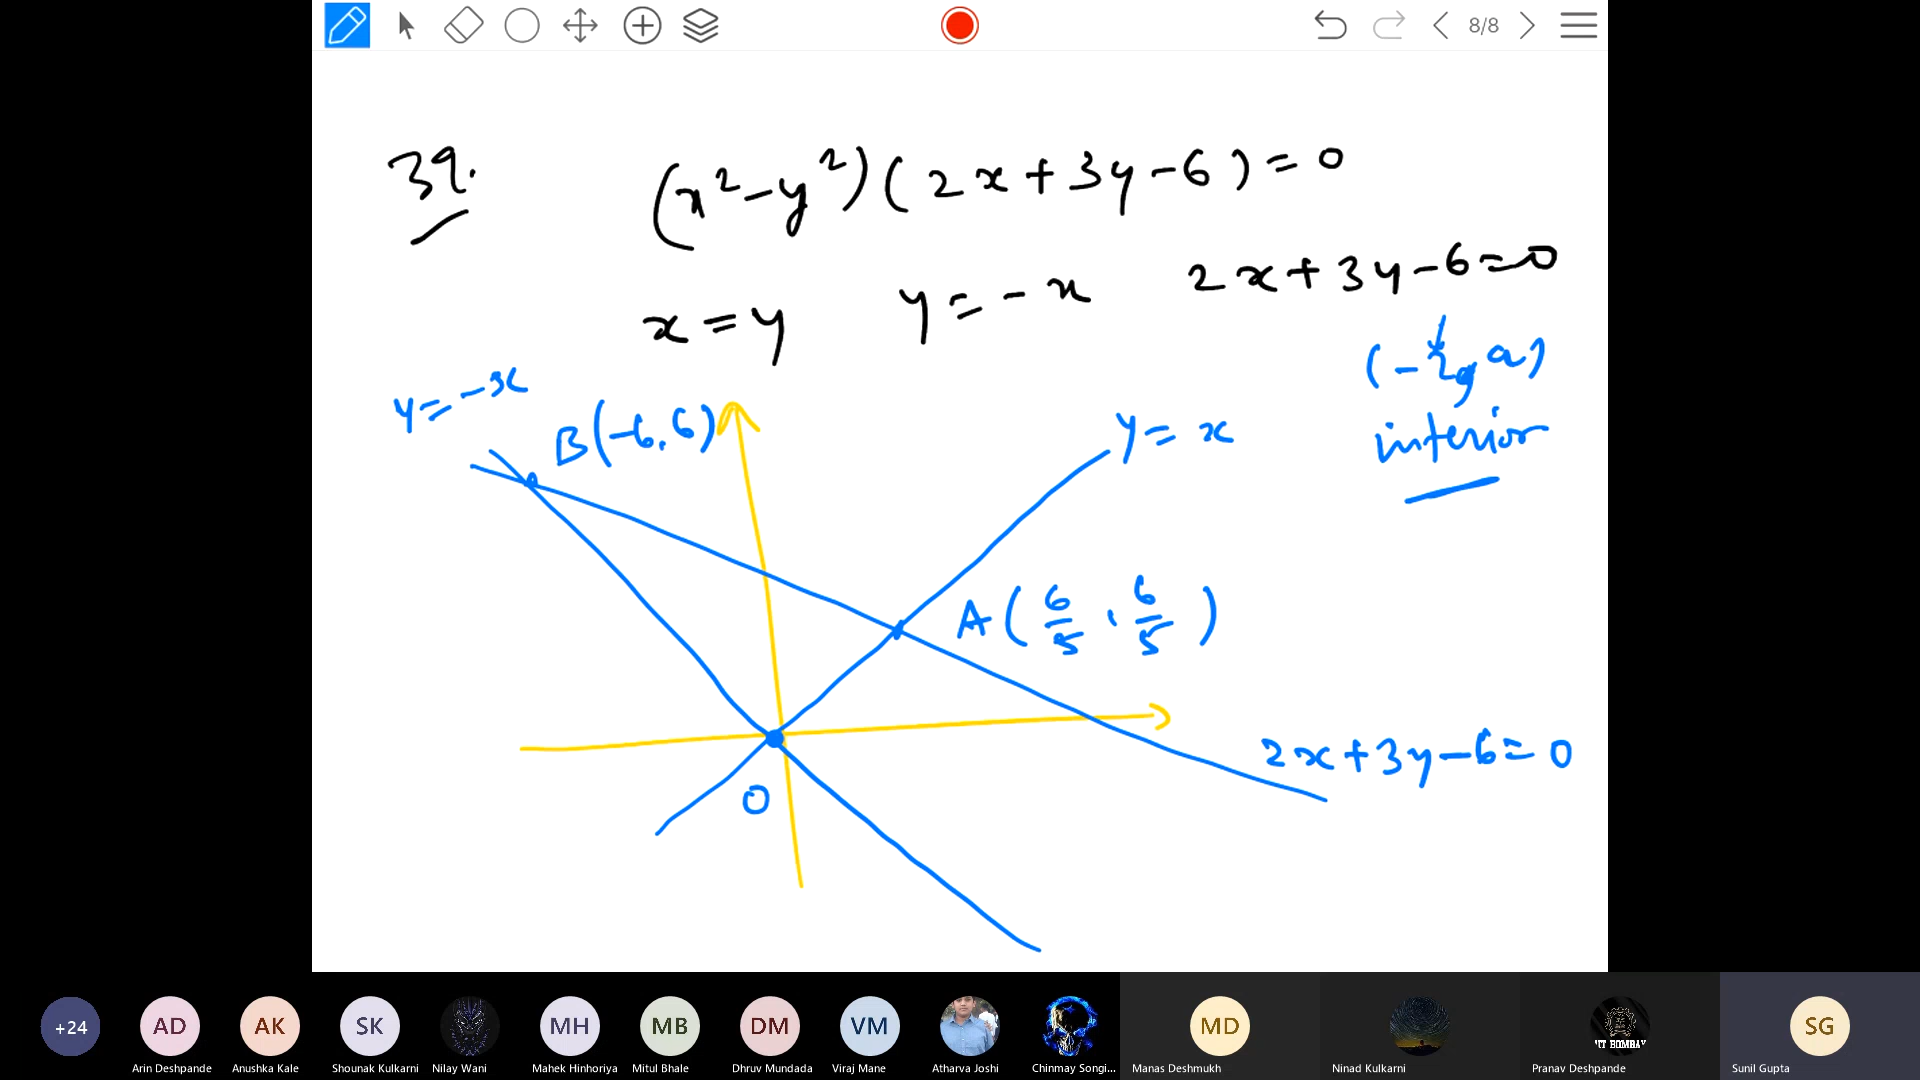 8/8
39. (x²-y²)(2x+3y-6)=0
x=y y=-x 2x+3y-6=0
y=-x B(-6,6) y=x
interior
A(6/5, 6/5)
2x+3y-6=0
O
+24 AD AK SK MH MB DM VM MD SG
Arin Deshpande Anushka Kale Shounak Kulkarni Nilay Wani Mahek Hinhoriya Mitul Bhale Dhruv Mundada Viraj Mane Atharva Joshi Chinmay Songi... Manas Deshmukh Ninad Kulkarni Pranav Deshpande Sunil Gupta